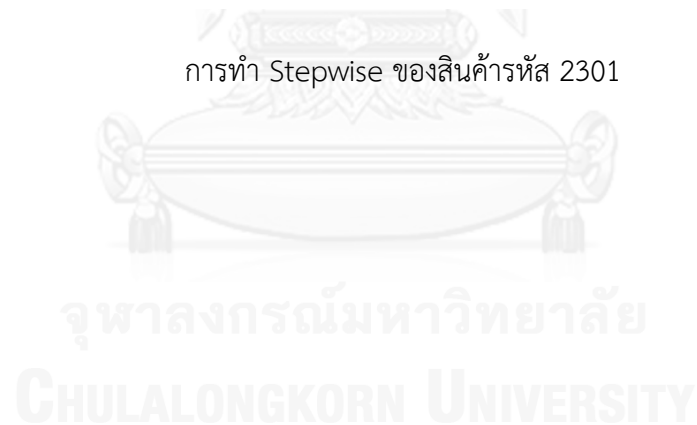 การทำ Stepwise ของสินค้ารหัส 2301
จุฬาลงกรณ์มหาวิทยาลัย
CHULALONGKORN UNIVERSITY